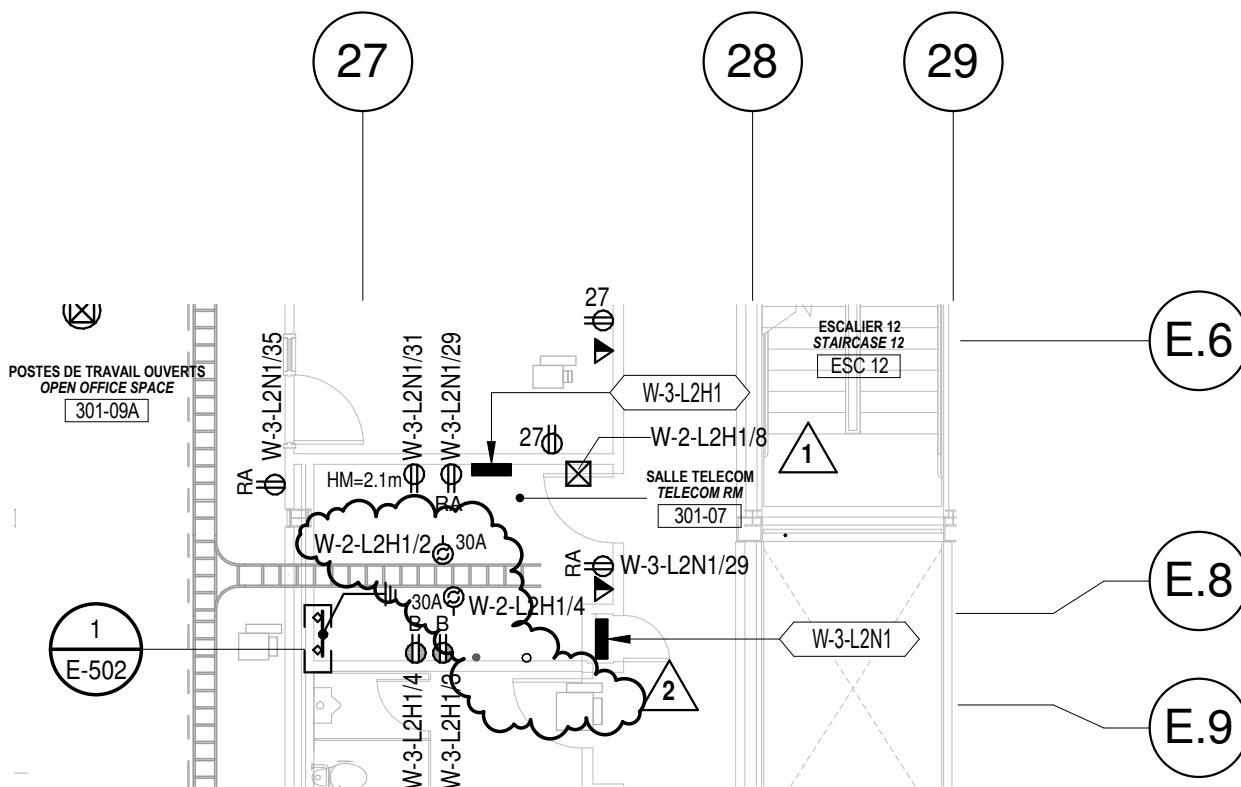 27
28
29
E.6
E.8
E.9
27
ESCALIER 12
STAIRCASE 12
ESC 12
POSTES DE TRAVAIL OUVERTS
OPEN OFFICE SPACE
301-09A
W-3-L2N1/35
W-3-L2N1/31
W-3-L2N1/29
W-3-L2H1
27
W-2-L2H1/8
1
RA
HM=2.1m
RA
SALLE TELECOM
TELECOM RM
301-07
W-2-L2H1/2
30A
RA
W-3-L2N1/29
30A
W-2-L2H1/4
B
B
1
E-502
W-3-L2N1
2
W-3-L2H1/4
W-3-L2H1/2